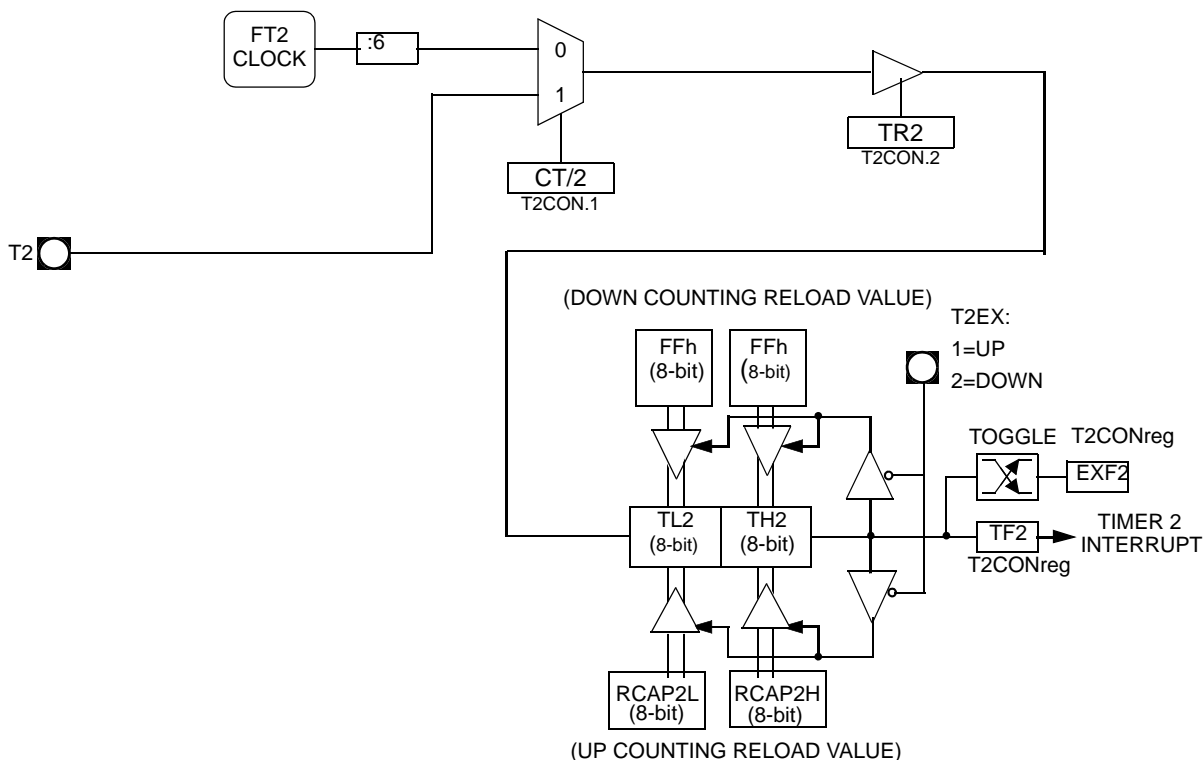 FT2
CLOCK
:6
0
1
TR2
T2CON.2
CT/2
T2CON.1
T2
(DOWN COUNTING RELOAD VALUE)
T2EX:
1=UP
2=DOWN
FFh
(8-bit)
FFh
(8-bit)
TOGGLE
T2CONreg
EXF2
TL2
(8-bit)
TH2
(8-bit)
TF2
TIMER 2
INTERRUPT
T2CONreg
RCAP2L
(8-bit)
RCAP2H
(8-bit)
(UP COUNTING RELOAD VALUE)